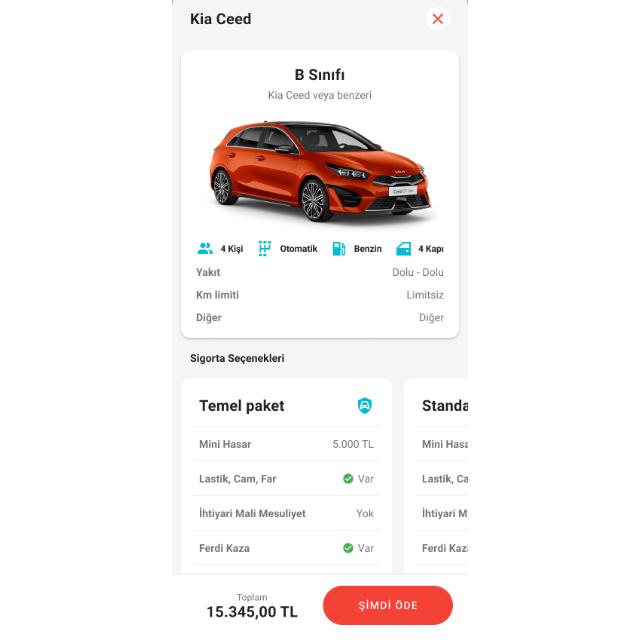 Kia Ceed
B Sınıfı
Kia Ceed veya benzeri
4 Kişi Otomatik Benzin 4 Kapı
Yakıt Dolu - Dolu
Km limiti Limitsiz
Diğer Diğer
Sigorta Seçenekleri
Temel paket Standa
Mini Hasar 5.000 TL Mini Hasa
Lastik, Cam, Far Var Lastik, Ca
İhtiyari Mali Mesuliyet Yok İhtiyari M
Ferdi Kaza Var Ferdi Kaza
Toplam
15.345,00 TL
ŞİMDİ ÖDE